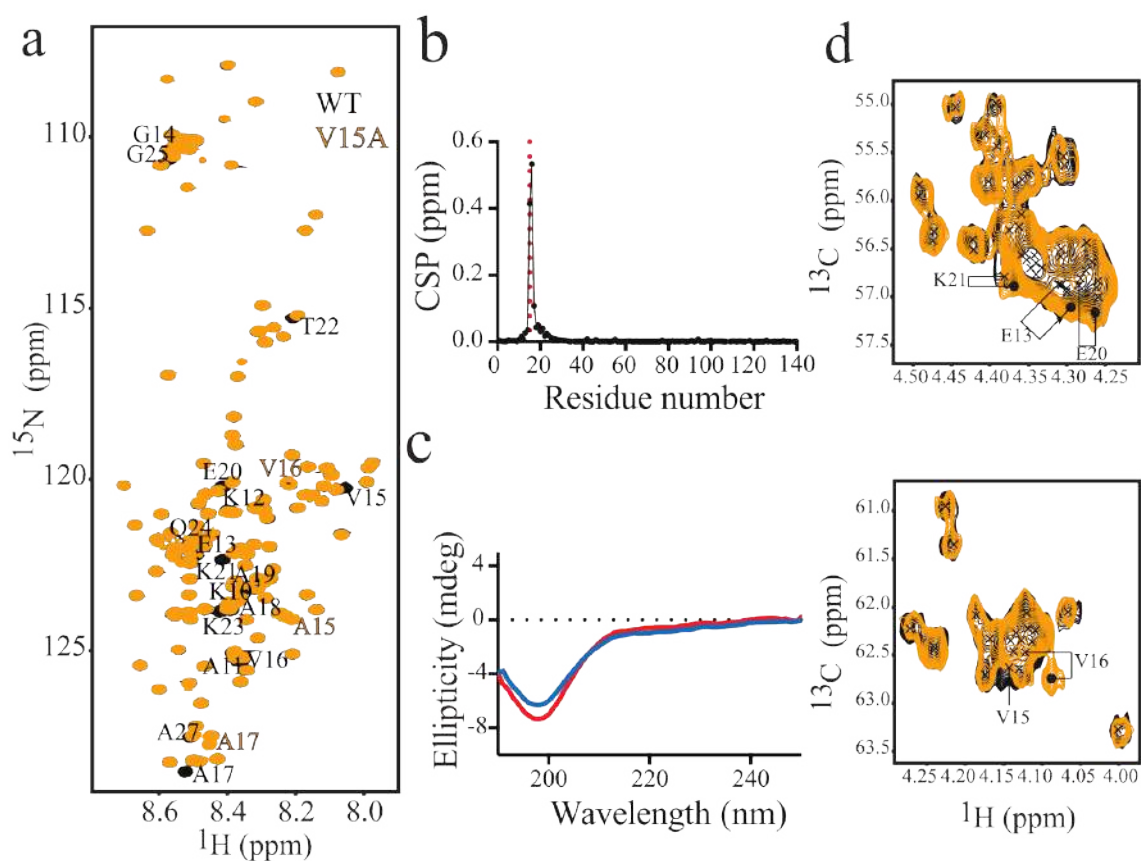 a
WT
V15A
G14
G25
T22
E20
V16
K12
V15
Q24
E13
K21
A19
K10
A18
K23
A15
A11
V16
A27
A17
A17
110
115
120
125
15N (ppm)
8.6 8.4 8.2 8.0
1H (ppm)
b
0.6
0.4
0.2
0.0
CSP (ppm)
0 20 40 60 80 100 120 140
Residue number
c
4
0
-4
-8
Ellipticity (mdeg)
200 220 240
Wavelength (nm)
d
55.0
55.5
56.0
56.5
57.0
57.5
13C (ppm)
K21
E13
E20
4.50 4.45 4.40 4.35 4.30 4.25
61.0
61.5
62.0
62.5
63.0
63.5
13C (ppm)
V16
V15
4.25 4.20 4.15 4.10 4.05 4.00
1H (ppm)